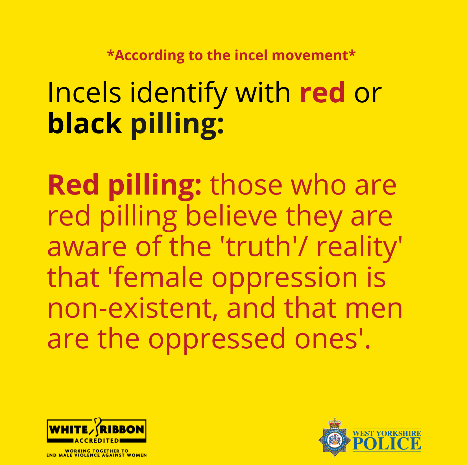 *According to the incel movement*
Incels identify with red or
black pilling:
Red pilling: those who are
red pilling believe they are
aware of the 'truth'/ reality'
that 'female oppression is
non-existent, and that men
are the oppressed ones'.
WHITE RIBBON
ACCREDITED
WORKING TOGETHER TO
END MALE VIOLENCE AGAINST WOMEN
WEST YORKSHIRE
POLICE